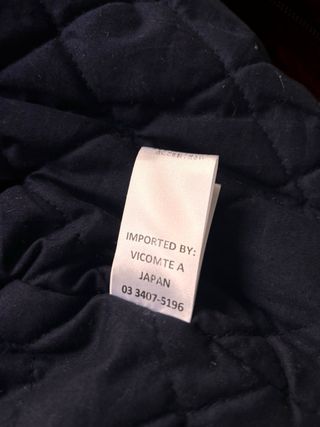 IMPORTED BY:
VICOMTE A
JAPAN
03 3407-5196